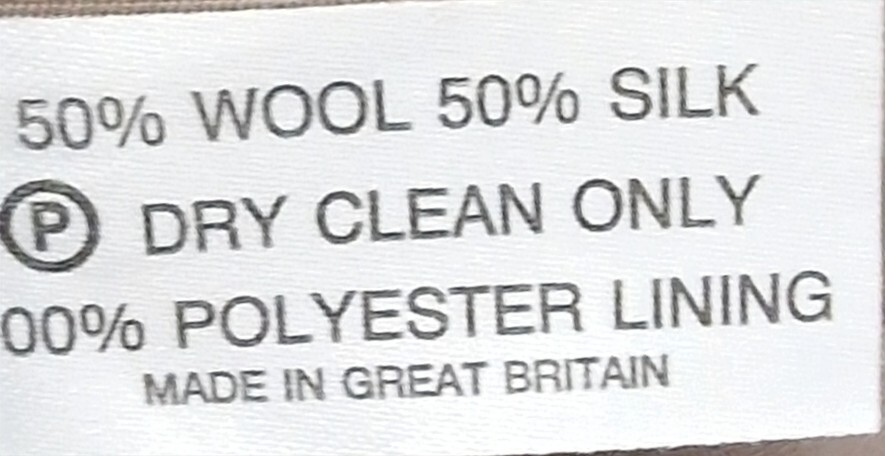 50% WOOL 50% SILK
Ⓟ DRY CLEAN ONLY
00% POLYESTER LINING
MADE IN GREAT BRITAIN